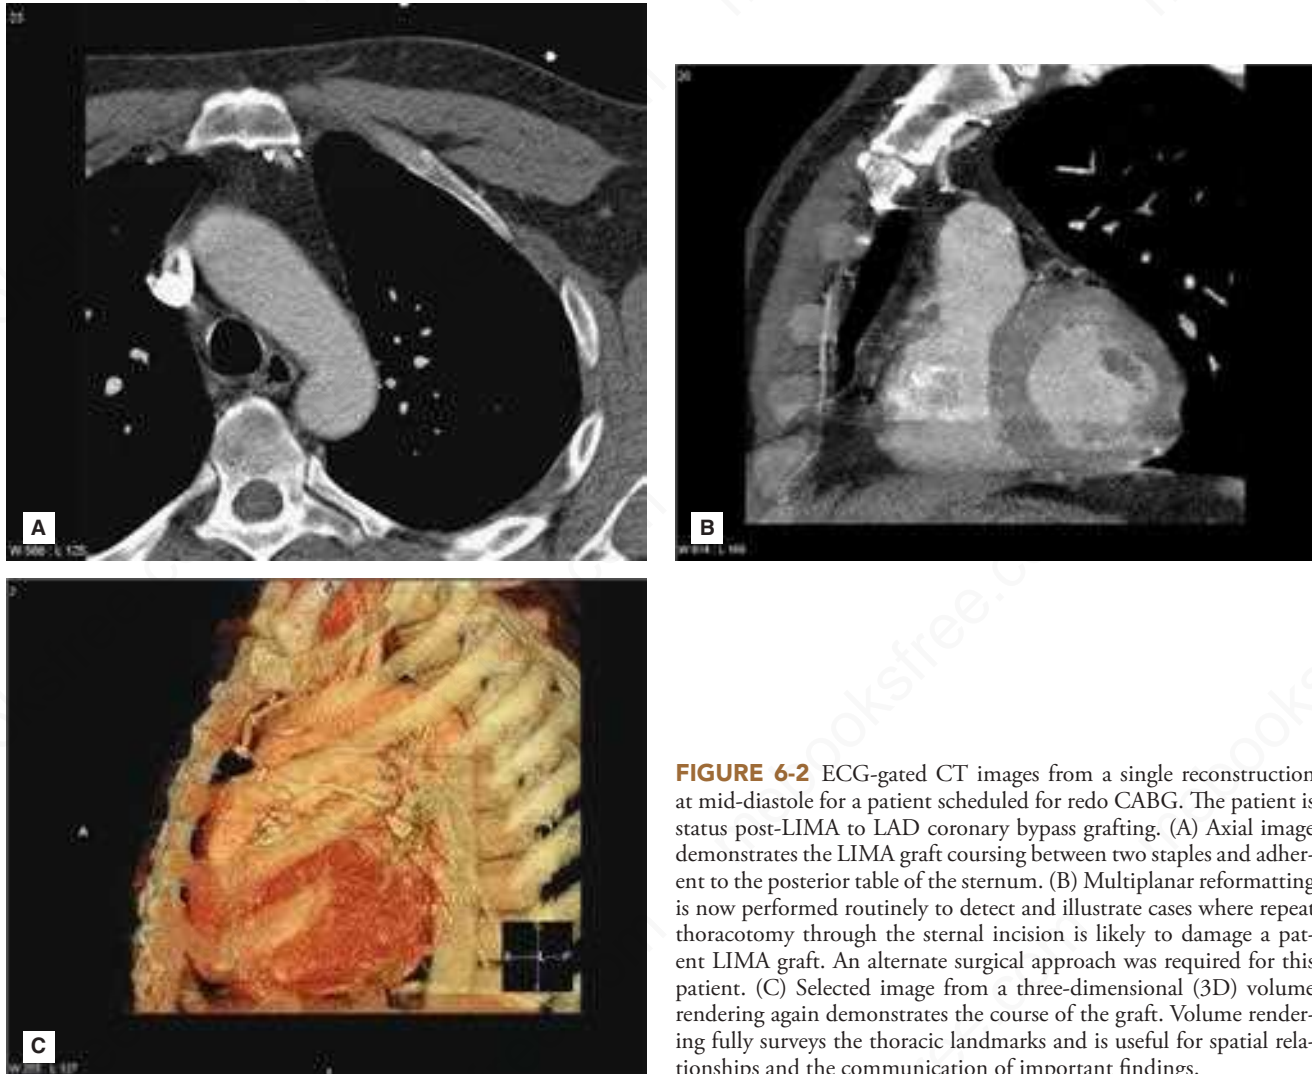 A
B
C
FIGURE 6-2 ECG-gated CT images from a single reconstruction
at mid-diastole for a patient scheduled for redo CABG. The patient is
status post-LIMA to LAD coronary bypass grafting. (A) Axial image
demonstrates the LIMA graft coursing between two staples and adher-
ent to the posterior table of the sternum. (B) Multiplanar reformatting
is now performed routinely to detect and illustrate cases where repeat
thoracotomy through the sternal incision is likely to damage a pat-
ent LIMA graft. An alternate surgical approach was required for this
patient. (C) Selected image from a three-dimensional (3D) volume
rendering again demonstrates the course of the graft. Volume render-
ing fully surveys the thoracic landmarks and is useful for spatial rela-
tionships and the communication of important findings.